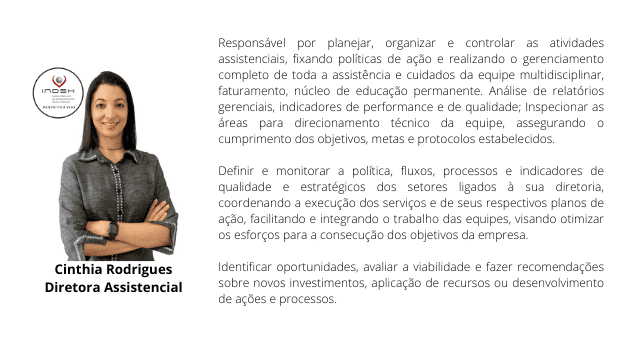 INDSH
RESPEITO À VIDA
Cinthia Rodrigues
Diretora Assistencial
Responsável por planejar, organizar e controlar as atividades
assistenciais, fixando políticas de ação e realizando o gerenciamento
completo de toda a assistência e cuidados da equipe multidisciplinar,
faturamento, núcleo de educação permanente. Análise de relatórios
gerenciais, indicadores de performance e de qualidade; Inspecionar as
áreas para direcionamento técnico da equipe, assegurando o
cumprimento dos objetivos, metas e protocolos estabelecidos.
Definir e monitorar a política, fluxos, processos e indicadores de
qualidade e estratégicos dos setores ligados à sua diretoria,
coordenando a execução dos serviços e de seus respectivos planos de
ação, facilitando e integrando o trabalho das equipes, visando otimizar
os esforços para a consecução dos objetivos da empresa.
Identificar oportunidades, avaliar a viabilidade e fazer recomendações
sobre novos investimentos, aplicação de recursos ou desenvolvimento
de ações e processos.